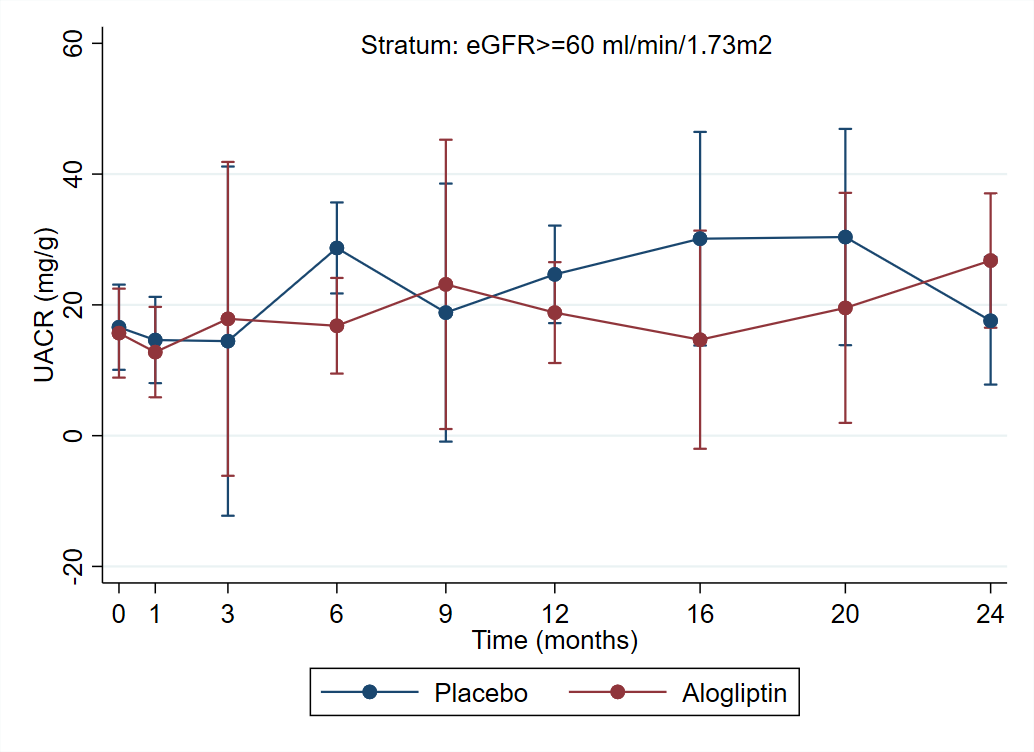 Stratum: eGFR>=60 ml/min/1.73m2
60
40
20
0
-20
UACR (mg/g)
0 1 3 6 9 12 16 20 24
Time (months)
Placebo Alogliptin